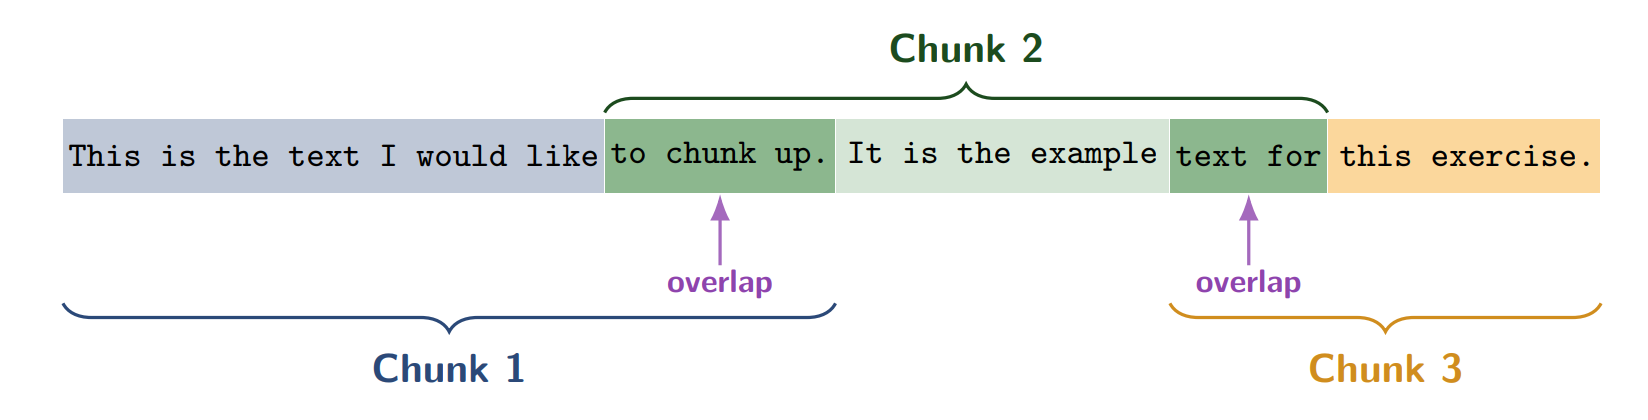 Chunk 2
This is the text I would like to chunk up. It is the example text for this exercise.
overlap overlap
Chunk 1 Chunk 3